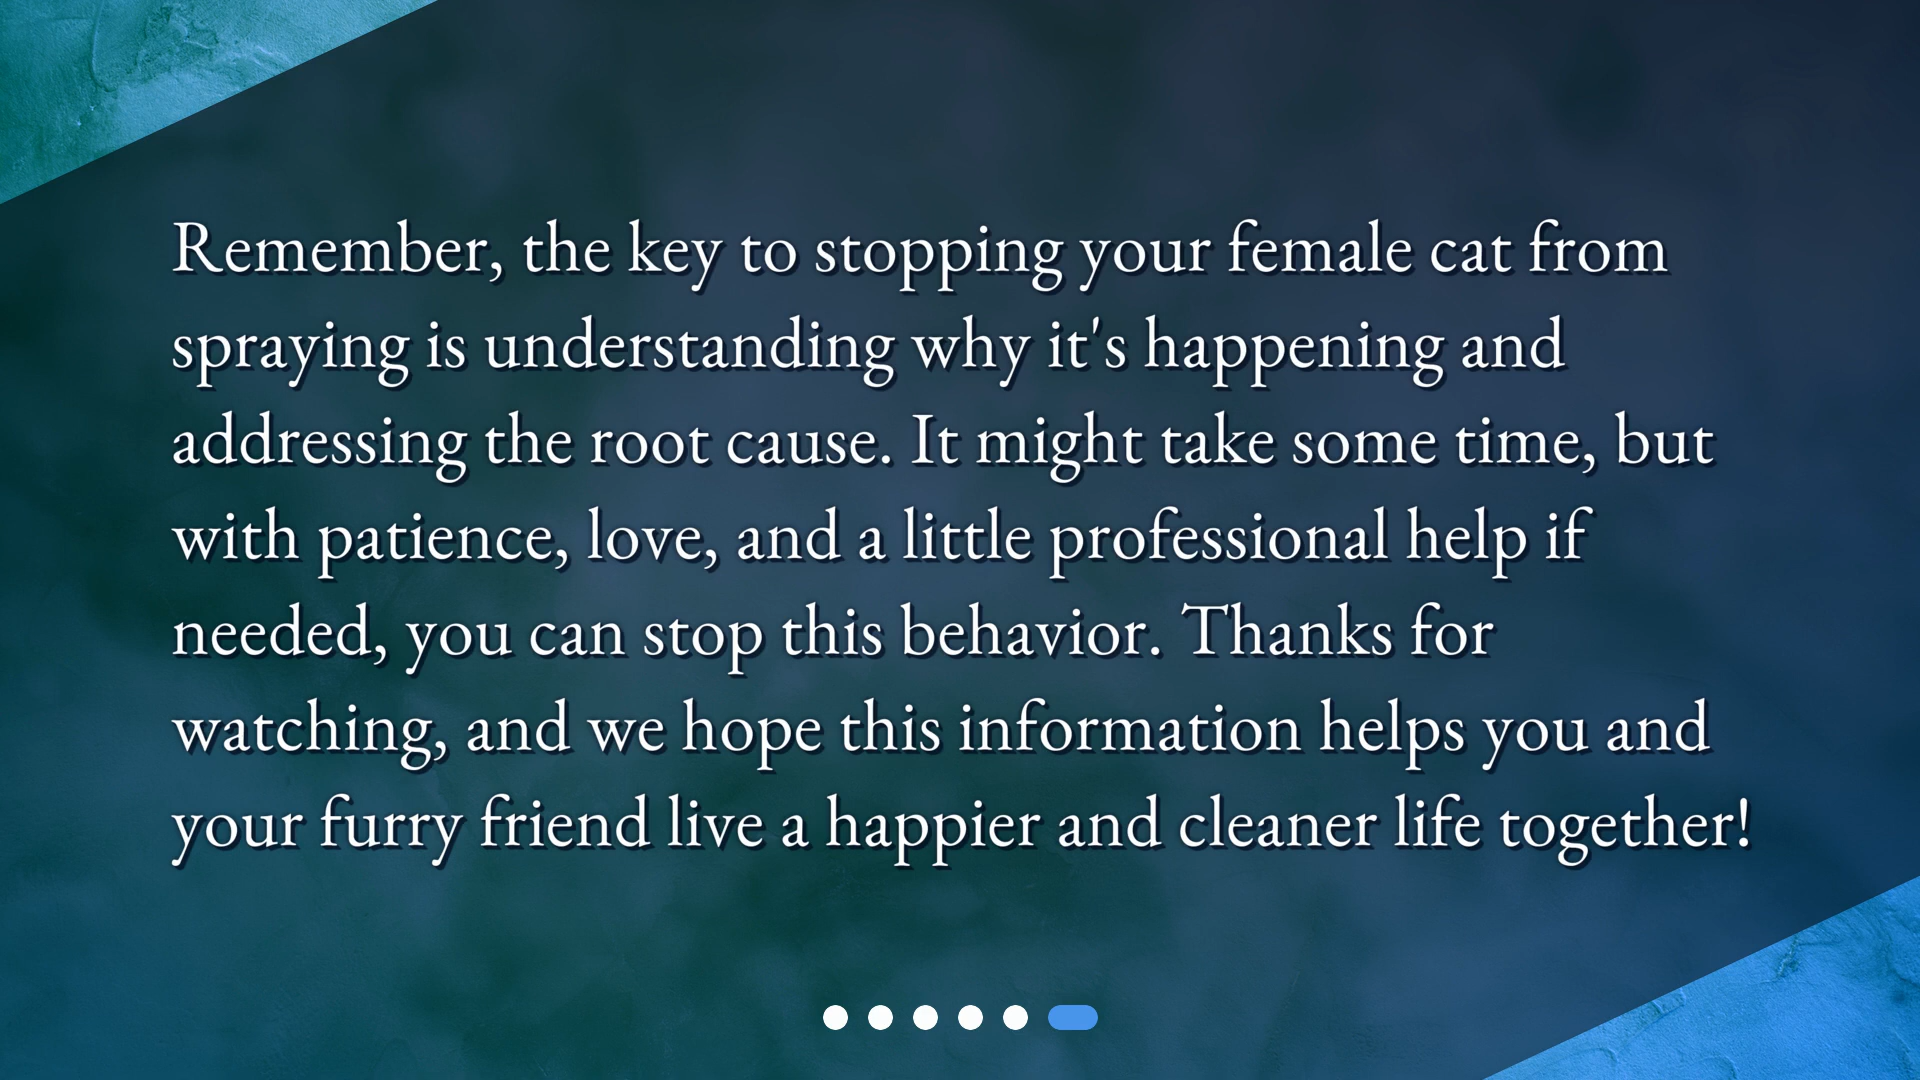 Remember, the key to stopping your female cat from
spraying is understanding why it's happening and
addressing the root cause. It might take some time, but
with patience, love, and a little professional help if
needed, you can stop this behavior. Thanks for
watching, and we hope this information helps you and
your furry friend live a happier and cleaner life together!